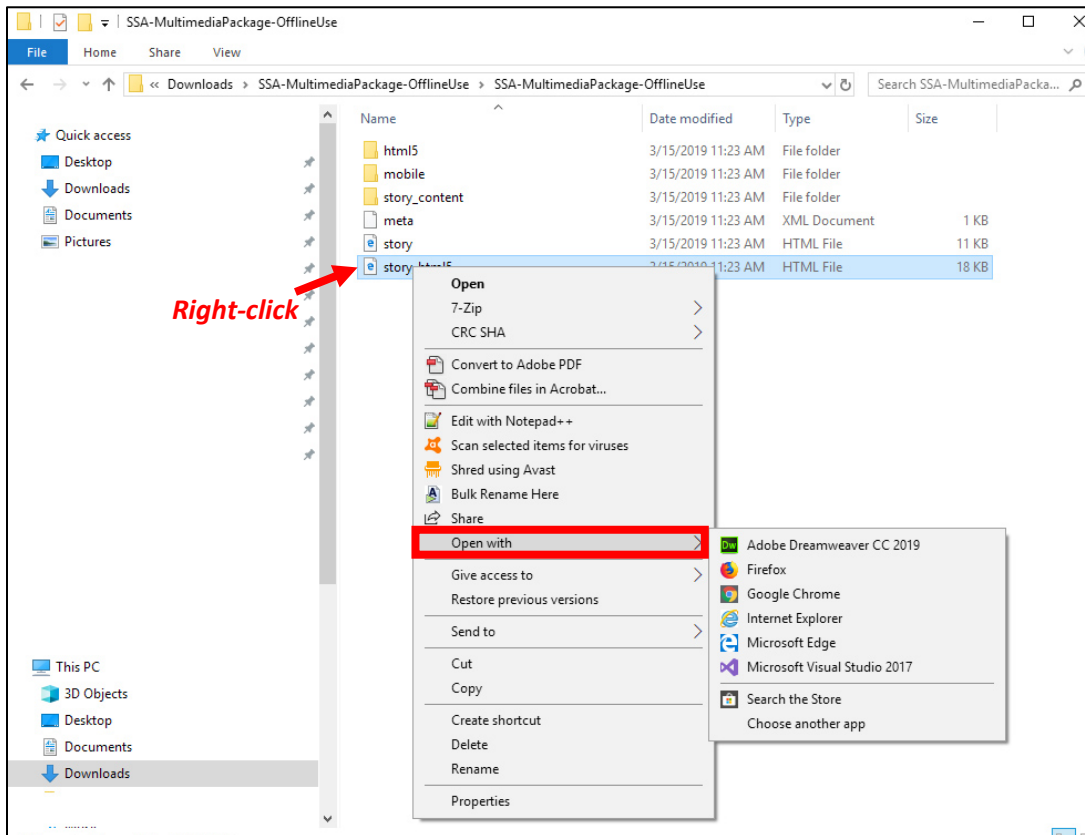 SSA-MultimediaPackage-OfflineUse
File Home Share View
« Downloads > SSA-MultimediaPackage-OfflineUse > SSA-MultimediaPackage-OfflineUse
Search SSA-MultimediaPacka...
Name Date modified Type Size
Quick access
Desktop
Downloads
Documents
Pictures
html5 3/15/2019 11:23 AM File folder
mobile 3/15/2019 11:23 AM File folder
story_content 3/15/2019 11:23 AM File folder
meta 3/15/2019 11:23 AM XML Document 1 KB
story 3/15/2019 11:23 AM HTML File 11 KB
story_html5 3/15/2019 11:23 AM HTML File 18 KB
Right-click
Open
7-Zip
CRC SHA
Convert to Adobe PDF
Combine files in Acrobat...
Edit with Notepad++
Scan selected items for viruses
Shred using Avast
Bulk Rename Here
Share
Open with
Give access to
Restore previous versions
Send to
Cut
Copy
Create shortcut
Delete
Rename
Properties
Adobe Dreamweaver CC 2019
Firefox
Google Chrome
Internet Explorer
Microsoft Edge
Microsoft Visual Studio 2017
Search the Store
Choose another app
This PC
3D Objects
Desktop
Documents
Downloads